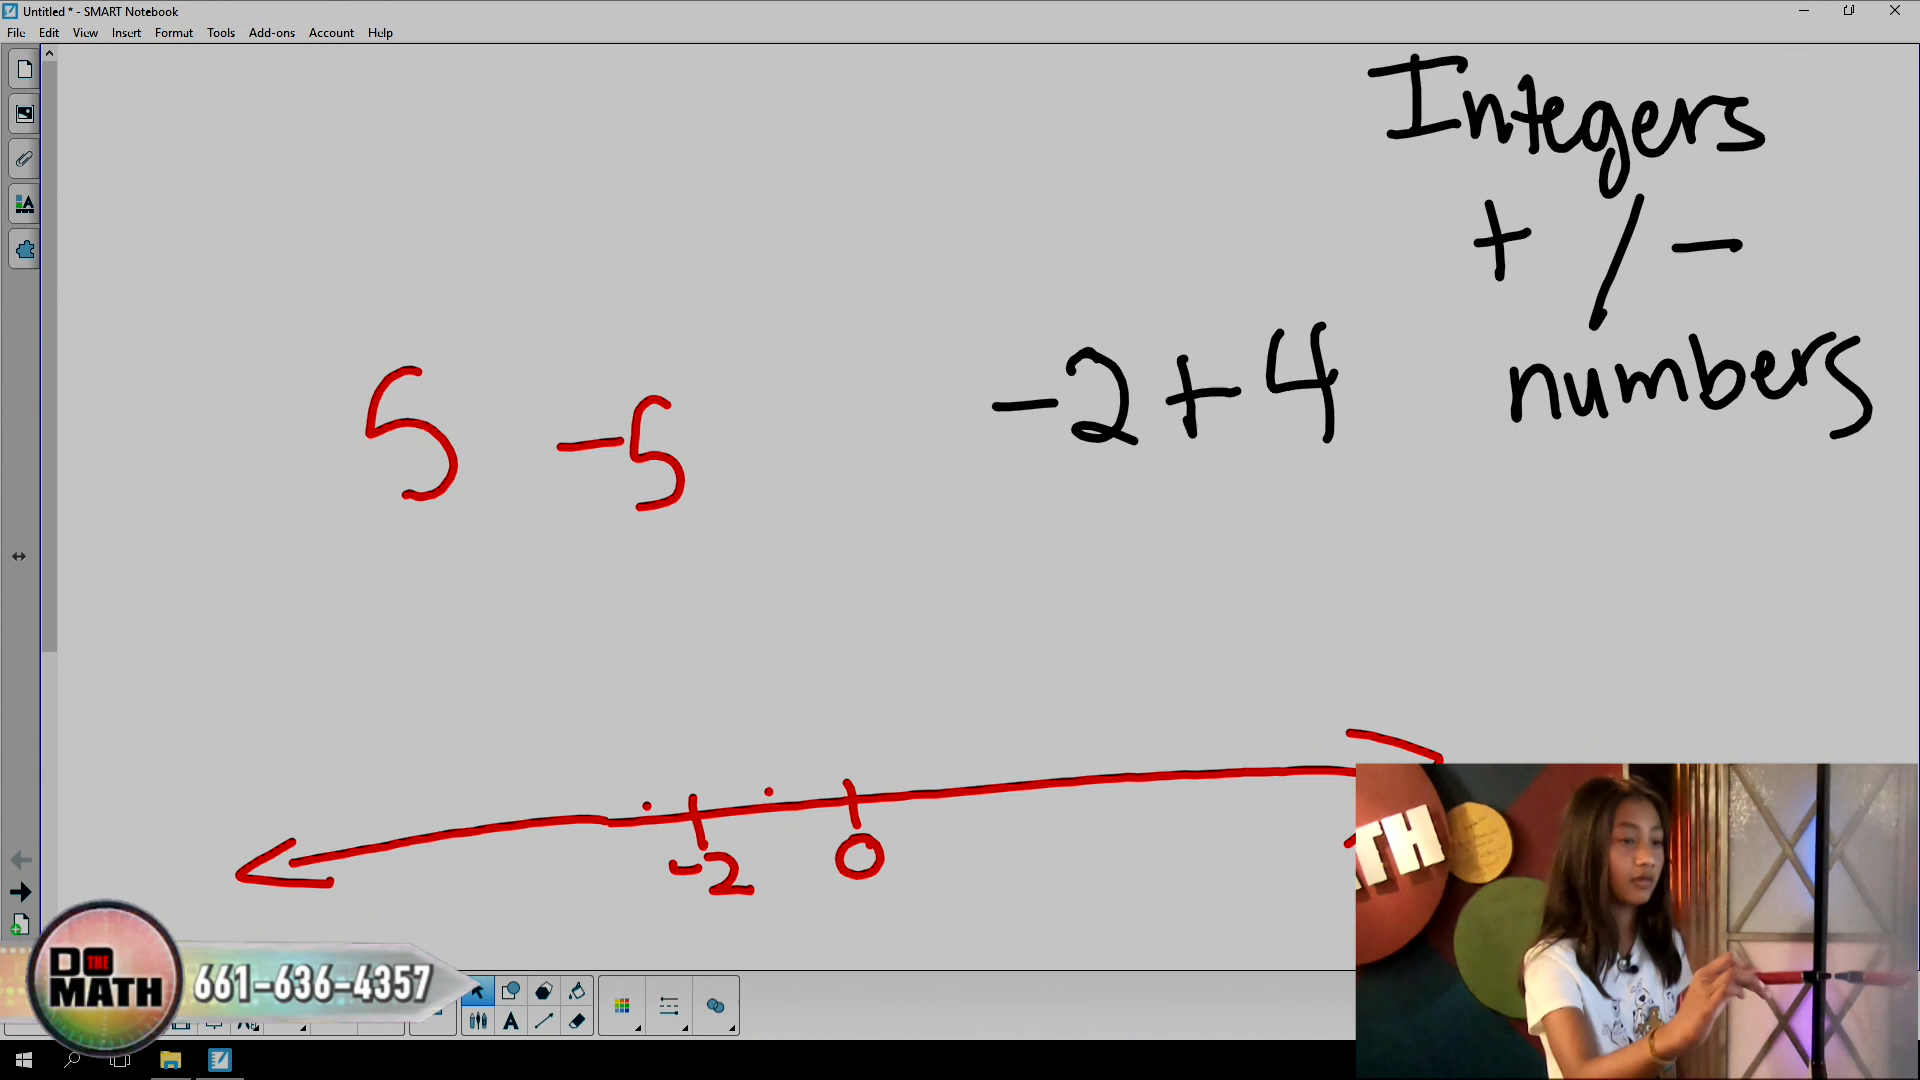 Untitled * - SMART Notebook
File Edit View Insert Format Tools Add-ons Account Help
Integers
+ / -
numbers
5 -5
-2+4
-2 0
DO THE MATH
661-636-4357
TH